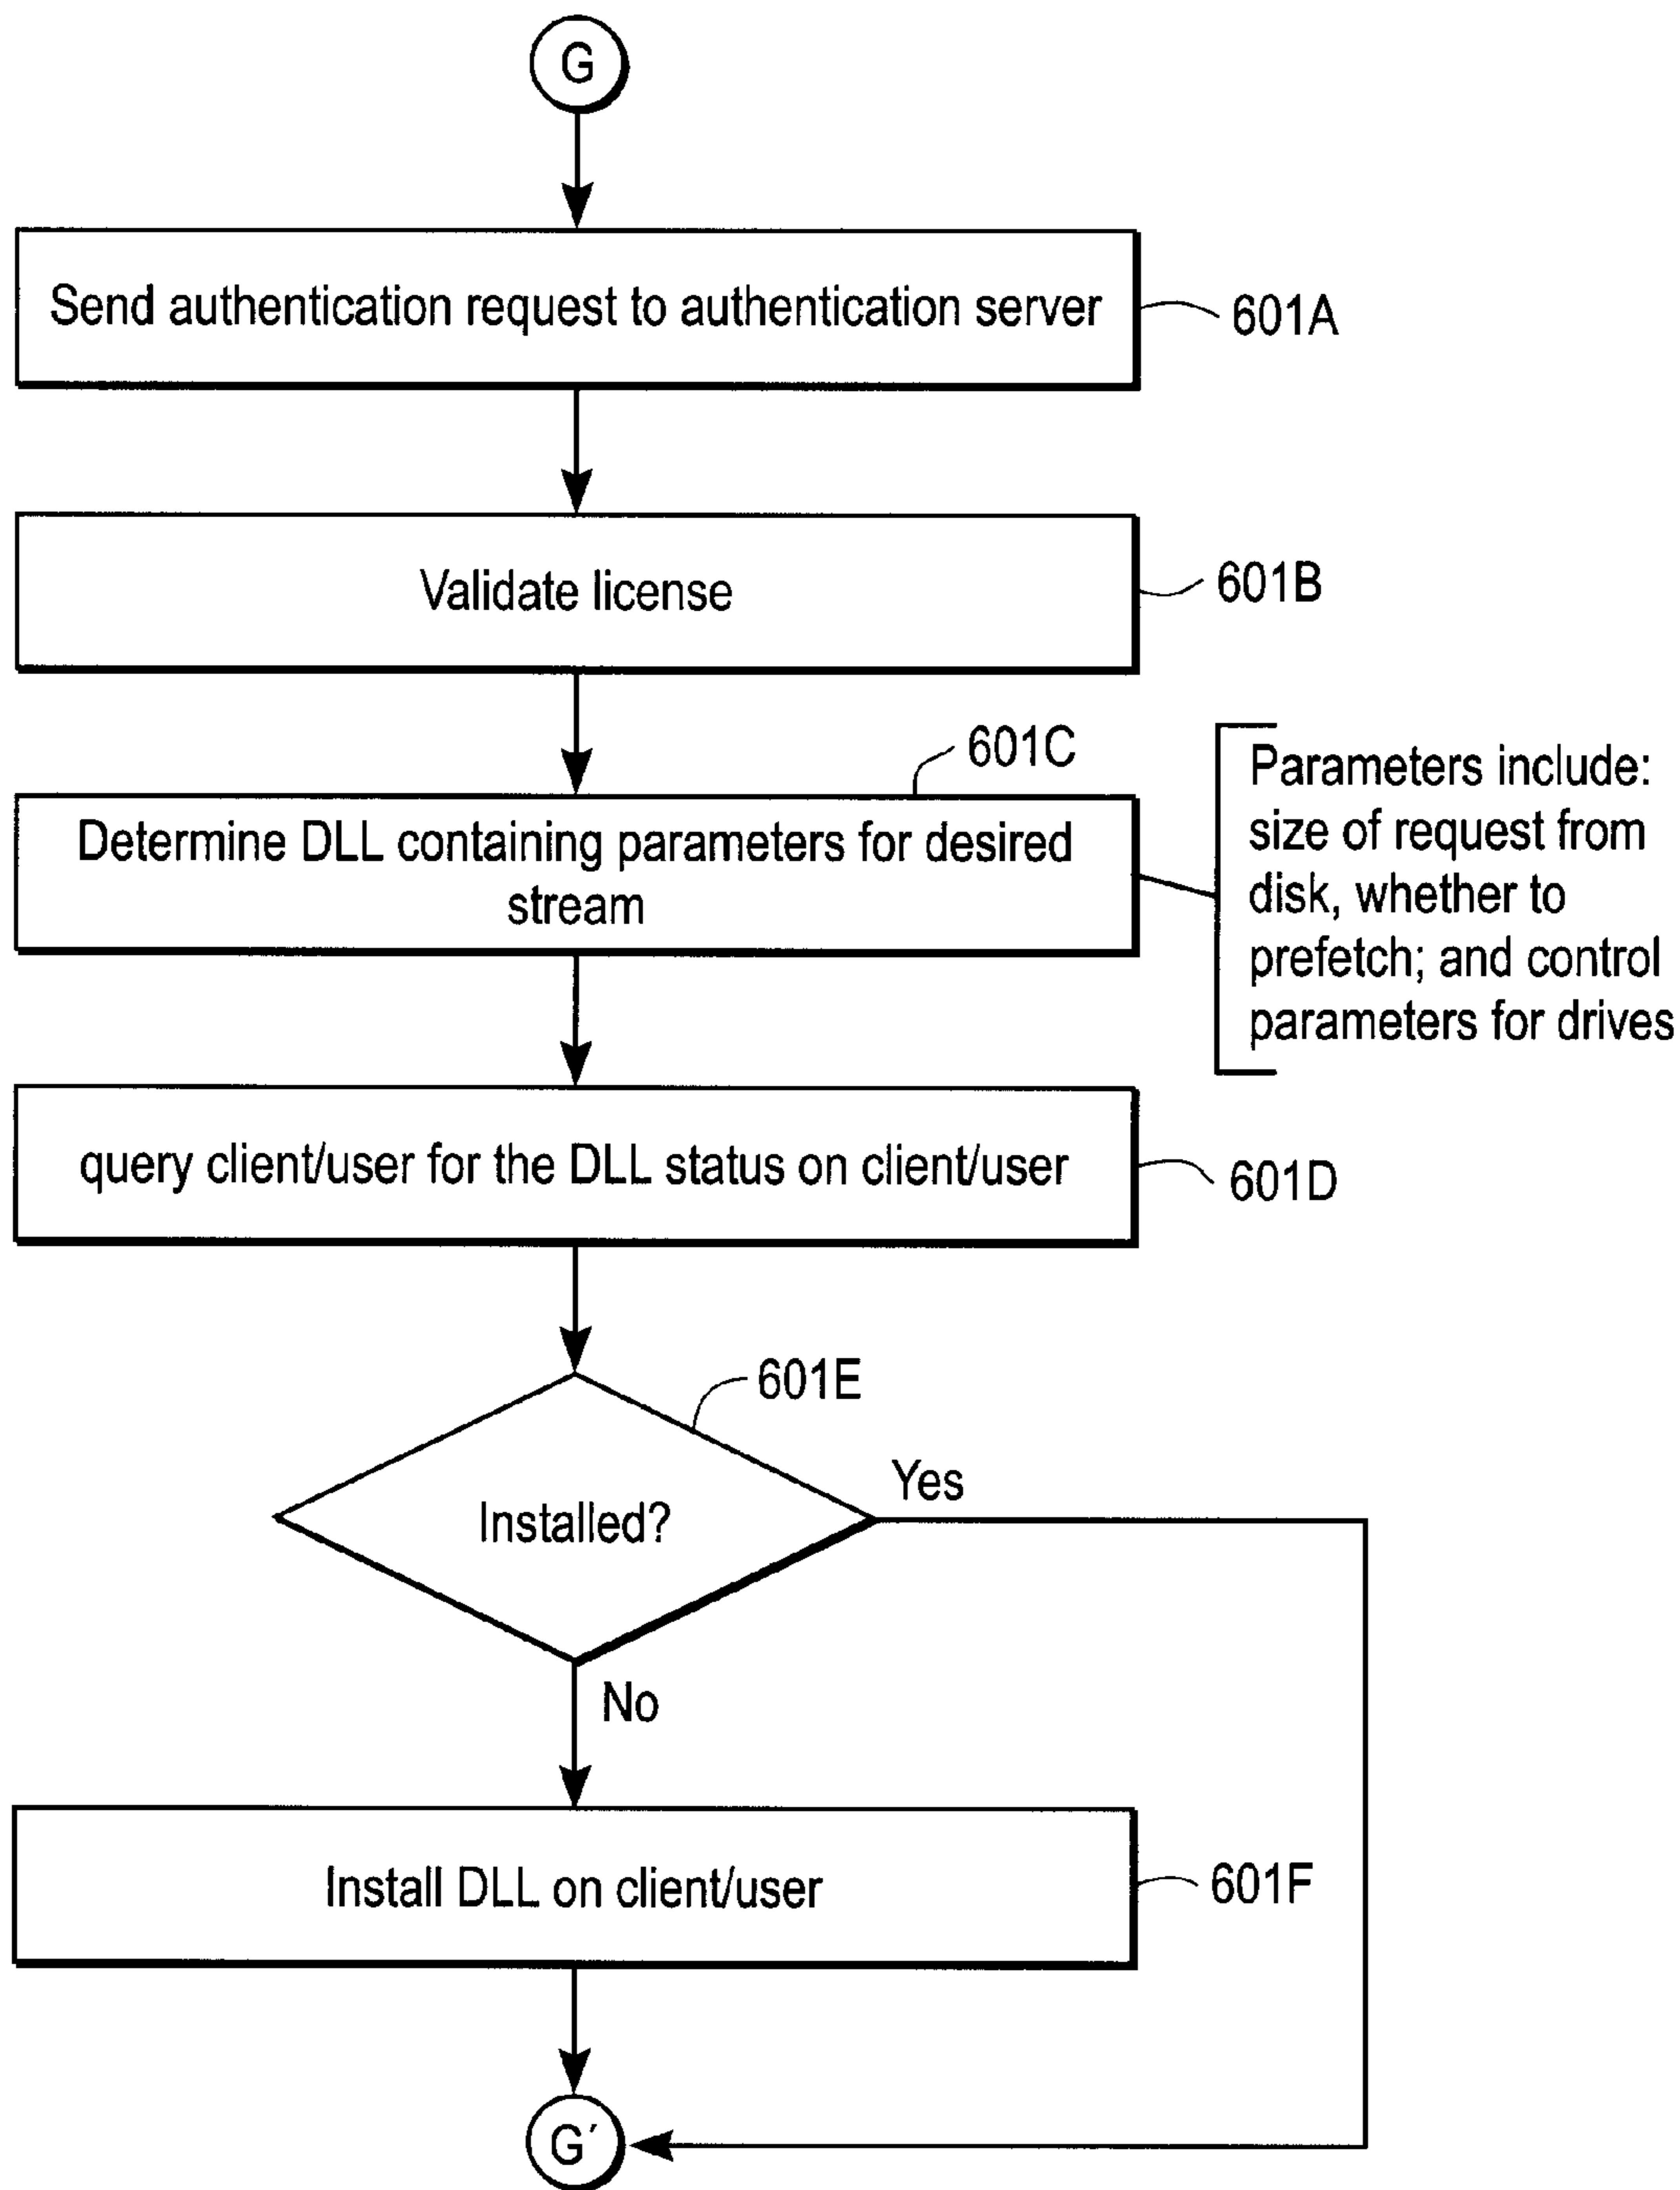 G
Send authentication request to authentication server
601A
Validate license
601B
601C
Determine DLL containing parameters for desired
stream
Parameters include:
size of request from
disk, whether to
prefetch; and control
parameters for drives
query client/user for the DLL status on client/user
601D
601E
Installed?
Yes
No
Install DLL on client/user
601F
G′